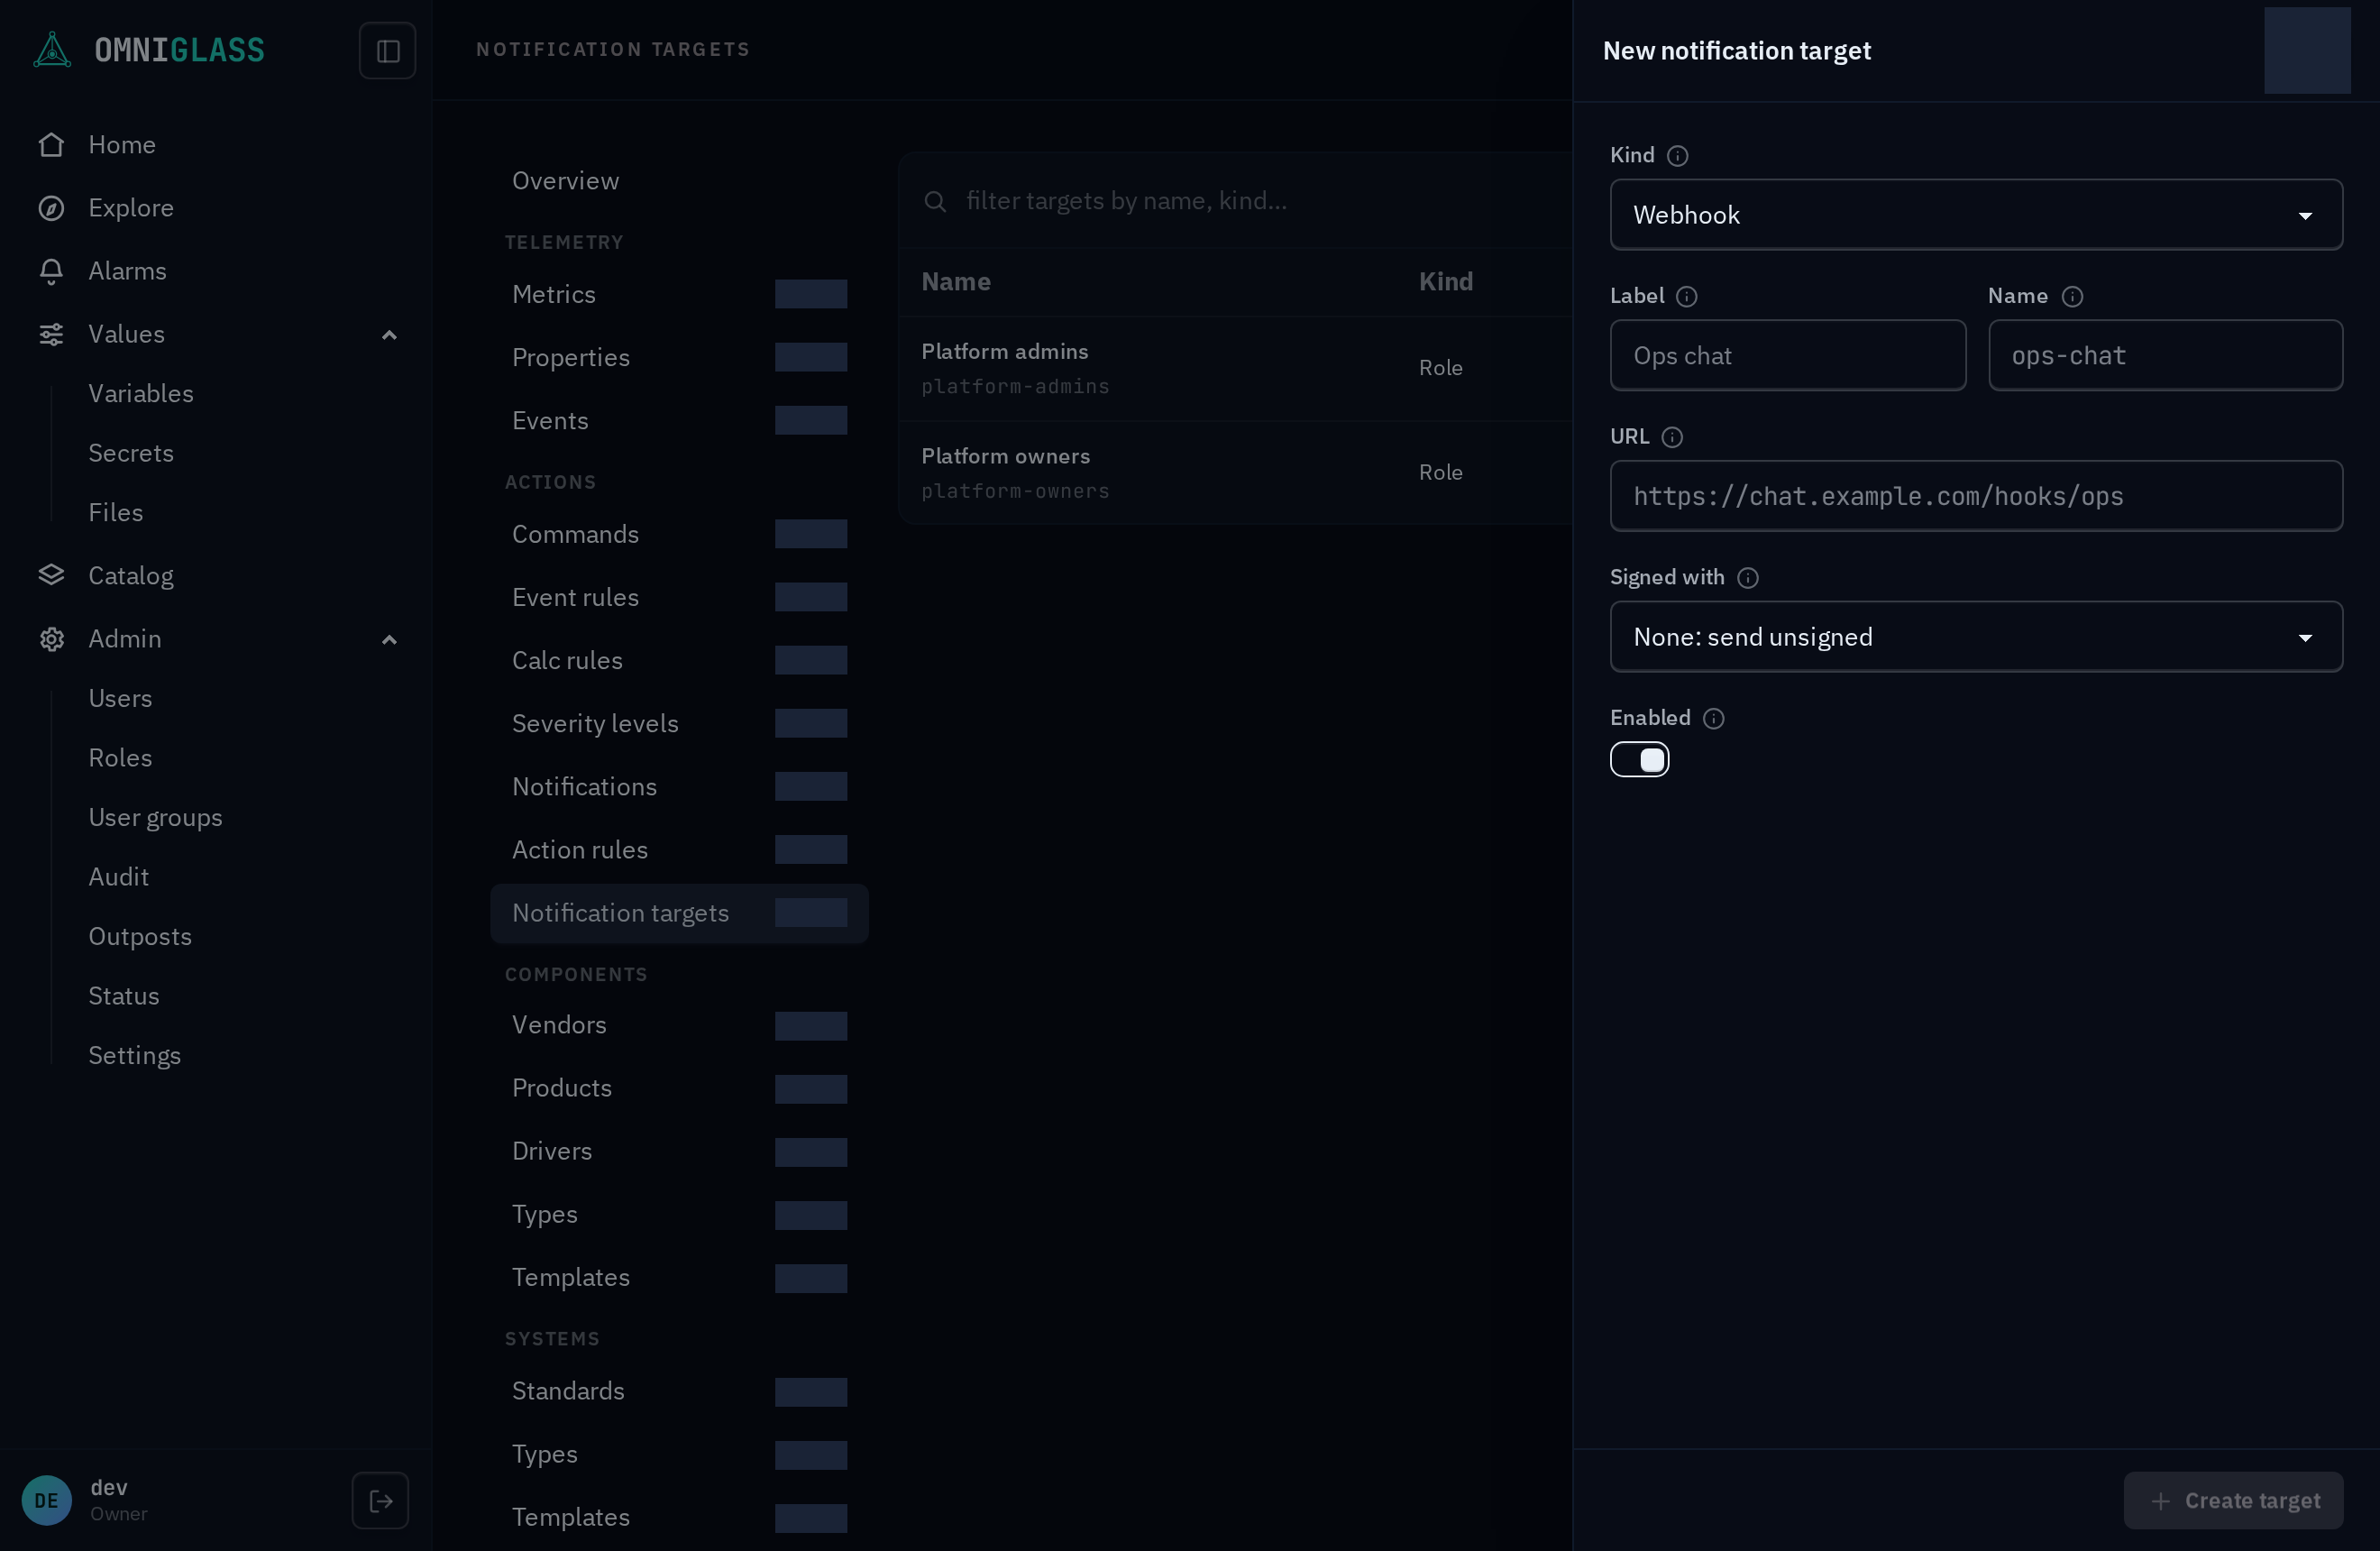 OMNIGLASS
Home
Explore
Alarms
Values
Variables
Secrets
Files
Catalog
Admin
Users
Roles
User groups
Audit
Outposts
Status
Settings
DE
dev
Owner
NOTIFICATION TARGETS
Overview
TELEMETRY
Metrics
Properties
Events
ACTIONS
Commands
Event rules
Calc rules
Severity levels
Notifications
Action rules
Notification targets
COMPONENTS
Vendors
Products
Drivers
Types
Templates
SYSTEMS
Standards
Types
Templates
filter targets by name, kind...
Name Kind
Platform admins
platform-admins
Role
Platform owners
platform-owners
Role
New notification target
Kind
Webhook
Label Name
Ops chat ops-chat
URL
https://chat.example.com/hooks/ops
Signed with
None: send unsigned
Enabled
Create target